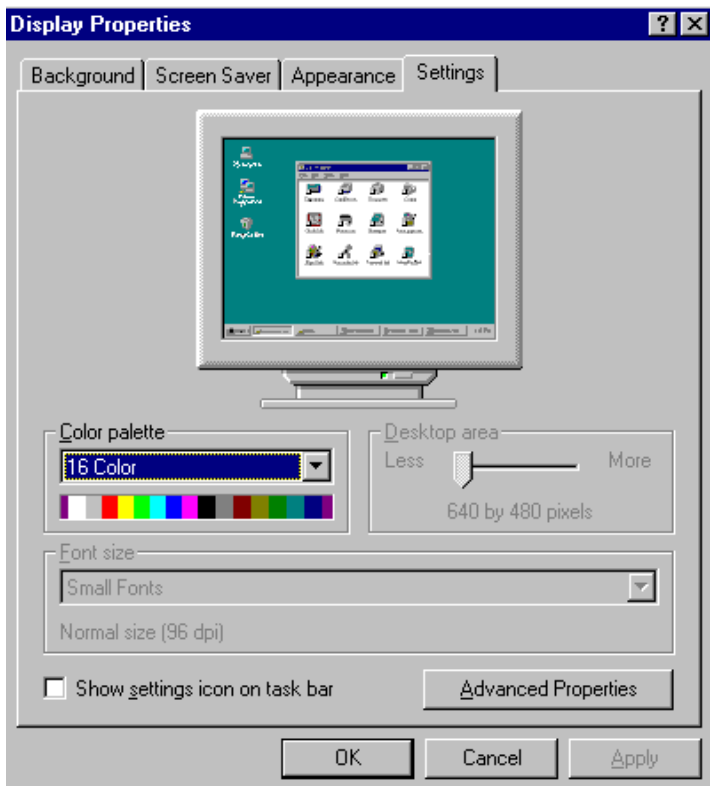 Display Properties
Background Screen Saver Appearance Settings
Color palette
16 Color
Desktop area
Less More
640 by 480 pixels
Font size
Small Fonts
Normal size (96 dpi)
Show settings icon on task bar
Advanced Properties
OK Cancel Apply